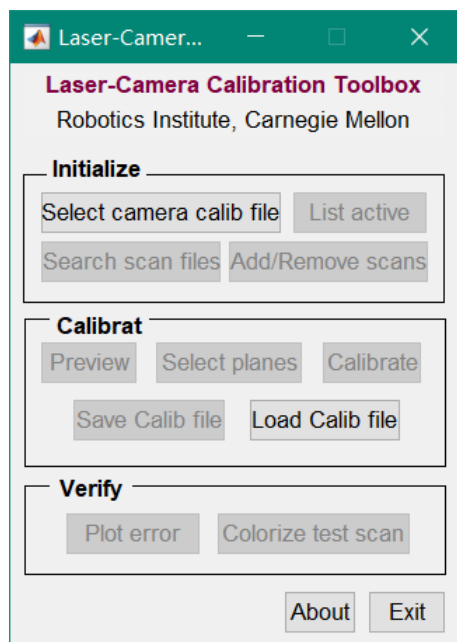 Laser-Camer...
Laser-Camera Calibration Toolbox
Robotics Institute, Carnegie Mellon
Initialize
Select camera calib file List active
Search scan files Add/Remove scans
Calibrat
Preview Select planes Calibrate
Save Calib file Load Calib file
Verify
Plot error Colorize test scan
About Exit